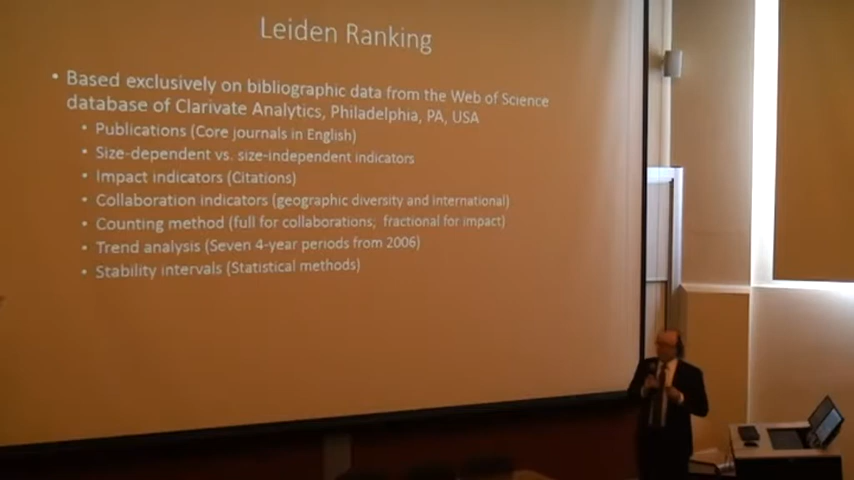 Leiden Ranking
• Based exclusively on bibliographic data from the Web of Science
database of Clarivate Analytics, Philadelphia, PA, USA
• Publications (Core journals in English)
• Size-dependent vs. size-independent indicators
• Impact indicators (Citations)
• Collaboration indicators (geographic diversity and international)
• Counting method (full for collaborations; fractional for impact)
• Trend analysis (Seven 4-year periods from 2006)
• Stability intervals (Statistical methods)